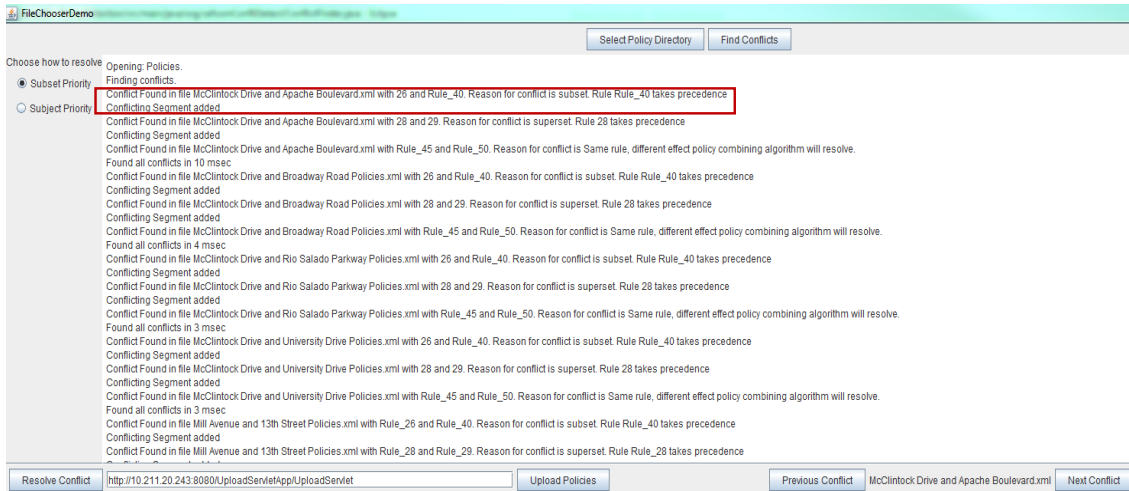 FileChooserDemo
Select Policy Directory
Find Conflicts
Choose how to resolve
Subset Priority
Subject Priority
Opening: Policies.
Finding conflicts.
Conflict Found in file McClintock Drive and Apache Boulevard.xml with 26 and Rule_40. Reason for conflict is subset. Rule Rule_40 takes precedence
Conflicting Segment added
Conflict Found in file McClintock Drive and Apache Boulevard.xml with 28 and 29. Reason for conflict is superset. Rule 28 takes precedence
Conflicting Segment added
Conflict Found in file McClintock Drive and Apache Boulevard.xml with Rule_45 and Rule_50. Reason for conflict is Same rule, different effect policy combining algorithm will resolve.
Found all conflicts in 10 msec
Conflict Found in file McClintock Drive and Broadway Road Policies.xml with 26 and Rule_40. Reason for conflict is subset. Rule Rule_40 takes precedence
Conflicting Segment added
Conflict Found in file McClintock Drive and Broadway Road Policies.xml with 28 and 29. Reason for conflict is superset. Rule 28 takes precedence
Conflicting Segment added
Conflict Found in file McClintock Drive and Broadway Road Policies.xml with Rule_45 and Rule_50. Reason for conflict is Same rule, different effect policy combining algorithm will resolve.
Found all conflicts in 4 msec
Conflict Found in file McClintock Drive and Rio Salado Parkway Policies.xml with 26 and Rule_40. Reason for conflict is subset. Rule Rule_40 takes precedence
Conflicting Segment added
Conflict Found in file McClintock Drive and Rio Salado Parkway Policies.xml with 28 and 29. Reason for conflict is superset. Rule 28 takes precedence
Conflicting Segment added
Conflict Found in file McClintock Drive and Rio Salado Parkway Policies.xml with Rule_45 and Rule_50. Reason for conflict is Same rule, different effect policy combining algorithm will resolve.
Found all conflicts in 3 msec
Conflict Found in file McClintock Drive and University Drive Policies.xml with 26 and Rule_40. Reason for conflict is subset. Rule Rule_40 takes precedence
Conflicting Segment added
Conflict Found in file McClintock Drive and University Drive Policies.xml with 28 and 29. Reason for conflict is superset. Rule 28 takes precedence
Conflicting Segment added
Conflict Found in file McClintock Drive and University Drive Policies.xml with Rule_45 and Rule_50. Reason for conflict is Same rule, different effect policy combining algorithm will resolve.
Found all conflicts in 3 msec
Conflict Found in file Mill Avenue and 13th Street Policies.xml with Rule_26 and Rule_40. Reason for conflict is subset. Rule Rule_40 takes precedence
Conflicting Segment added
Conflict Found in file Mill Avenue and 13th Street Policies.xml with Rule_28 and Rule_29. Reason for conflict is superset. Rule Rule_28 takes precedence
Resolve Conflict
http://10.211.20.243:8080/UploadServletApp/UploadServlet
Upload Policies
Previous Conflict
McClintock Drive and Apache Boulevard.xml
Next Conflict